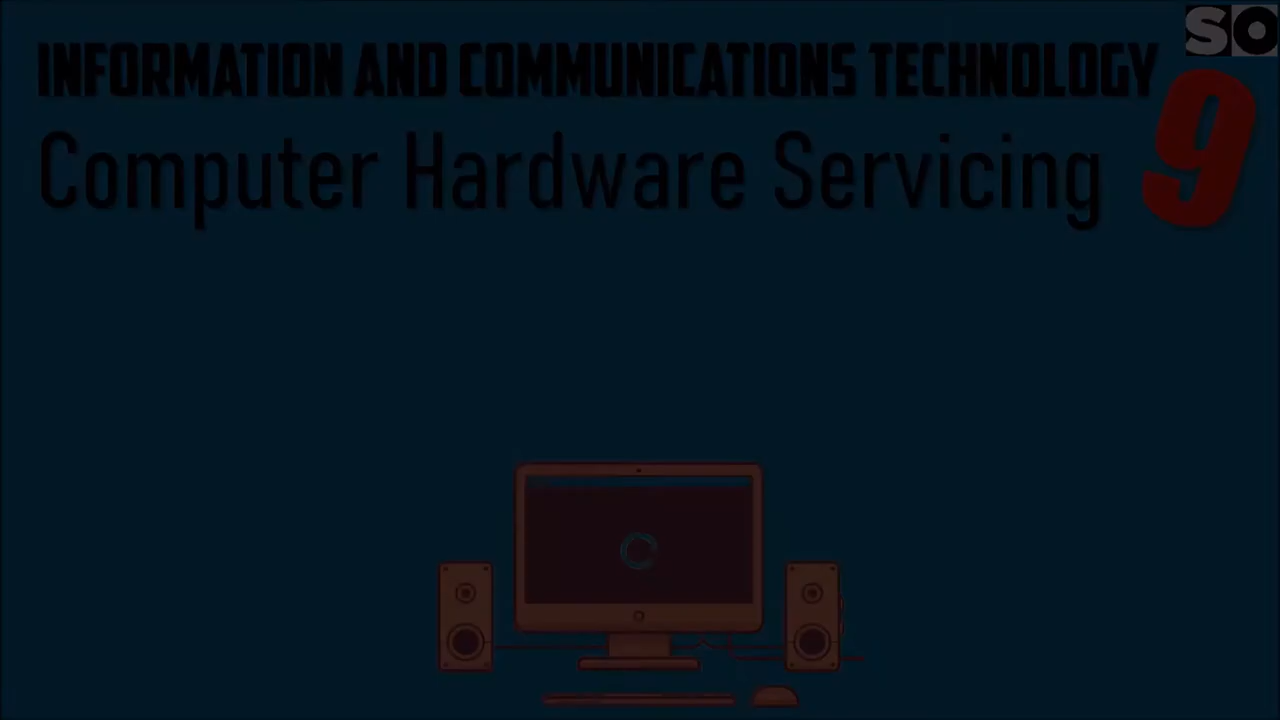 SO
INFORMATION AND COMMUNICATIONS TECHNOLOGY
Computer Hardware Servicing 9